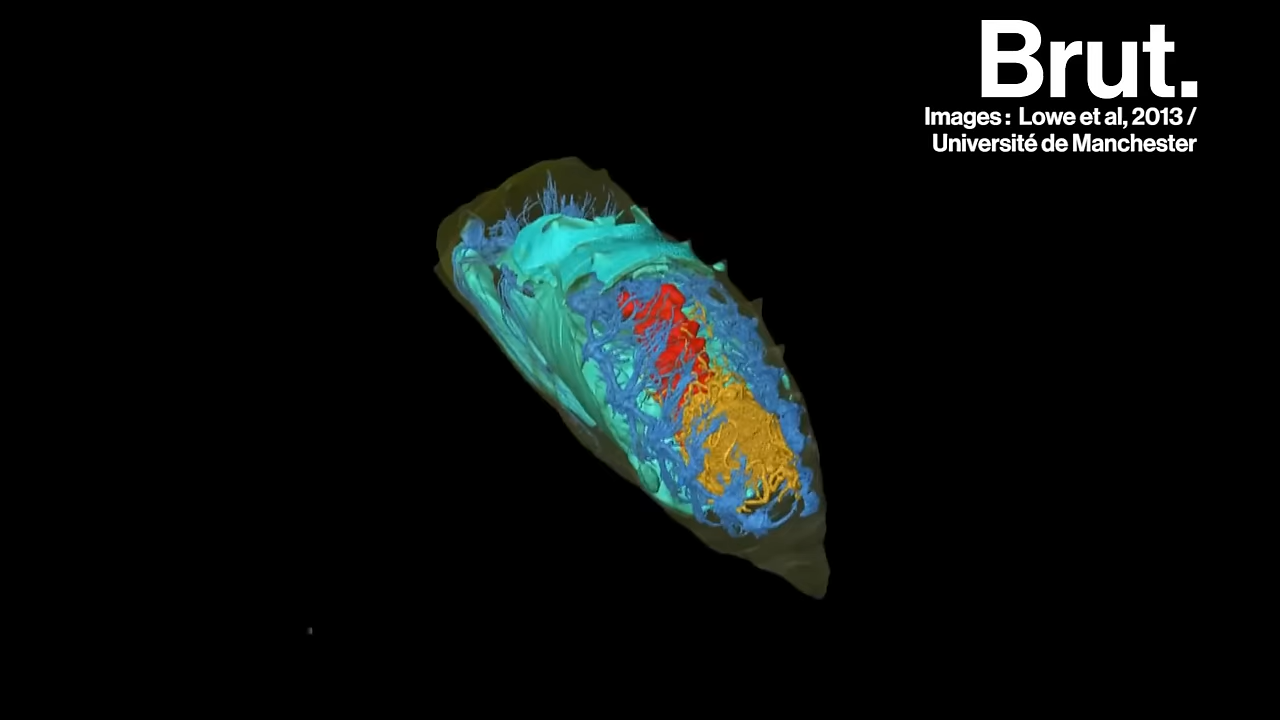 Brut.
Images : Lowe et al, 2013 /
Université de Manchester